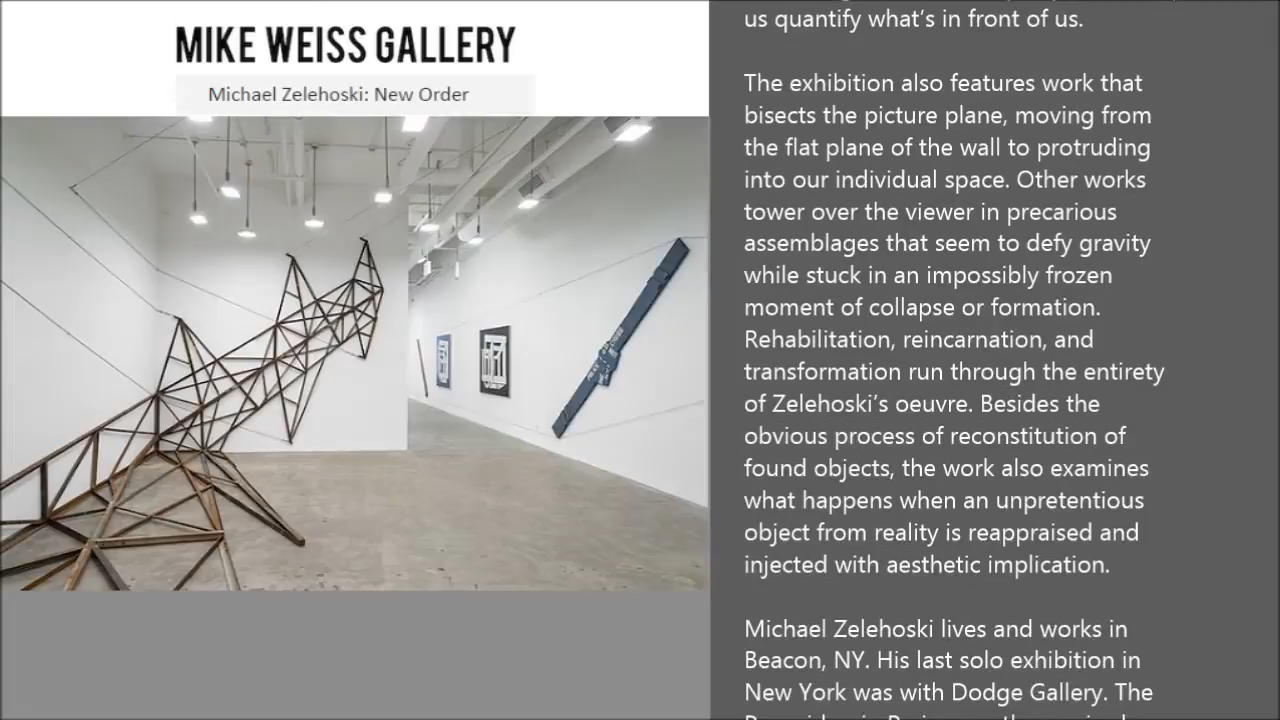 MIKE WEISS GALLERY
Michael Zelehoski: New Order
us quantify what's in front of us.
The exhibition also features work that
bisects the picture plane, moving from
the flat plane of the wall to protruding
into our individual space. Other works
tower over the viewer in precarious
assemblages that seem to defy gravity
while stuck in an impossibly frozen
moment of collapse or formation.
Rehabilitation, reincarnation, and
transformation run through the entirety
of Zelehoski's oeuvre. Besides the
obvious process of reconstitution of
found objects, the work also examines
what happens when an unpretentious
object from reality is reappraised and
injected with aesthetic implication.
Michael Zelehoski lives and works in
Beacon, NY. His last solo exhibition in
New York was with Dodge Gallery. The